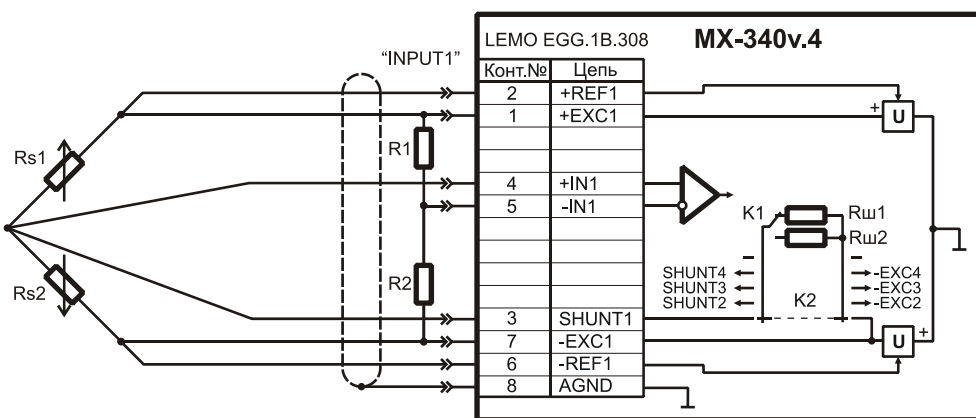 LEMO EGG.1B.308
MX-340v.4
“INPUT1”
Конт.№ Цепь
2 +REF1
1 +EXC1
+ U
R1
Rs1
4 +IN1
5 -IN1
K1 Rш1
Rш2
SHUNT4 -EXC4
SHUNT3 -EXC3
SHUNT2 -EXC2
K2
R2
Rs2
3 SHUNT1
7 -EXC1
U +
6 -REF1
8 AGND